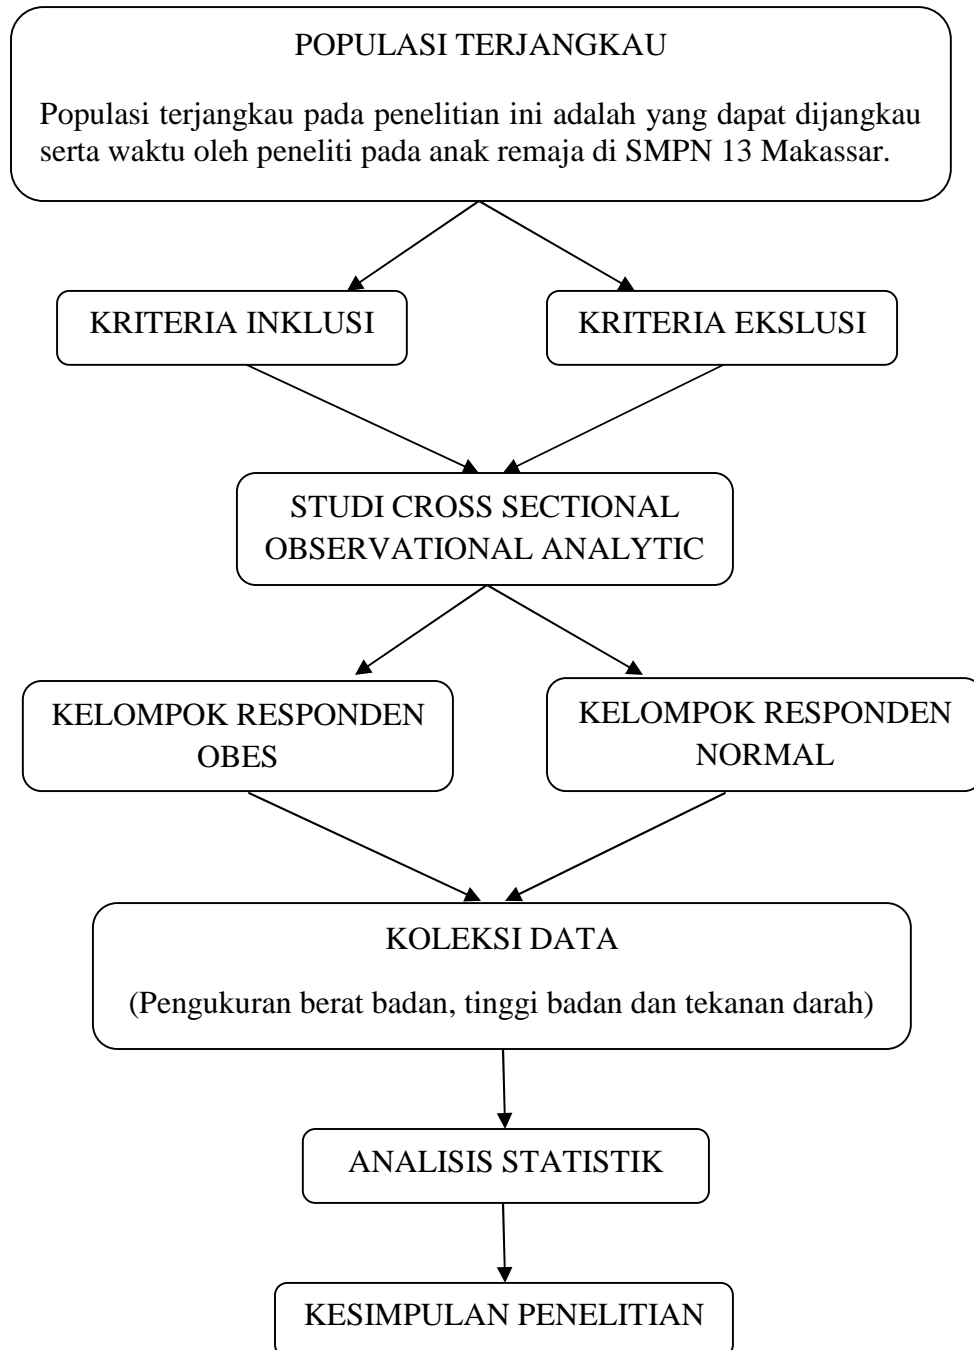 POPULASI TERJANGKAU
Populasi terjangkau pada penelitian ini adalah yang dapat dijangkau
serta waktu oleh peneliti pada anak remaja di SMPN 13 Makassar.
KRITERIA INKLUSI
KRITERIA EKSLUSI
STUDI CROSS SECTIONAL
OBSERVATIONAL ANALYTIC
KELOMPOK RESPONDEN
OBES
KELOMPOK RESPONDEN
NORMAL
KOLEKSI DATA
(Pengukuran berat badan, tinggi badan dan tekanan darah)
ANALISIS STATISTIK
KESIMPULAN PENELITIAN